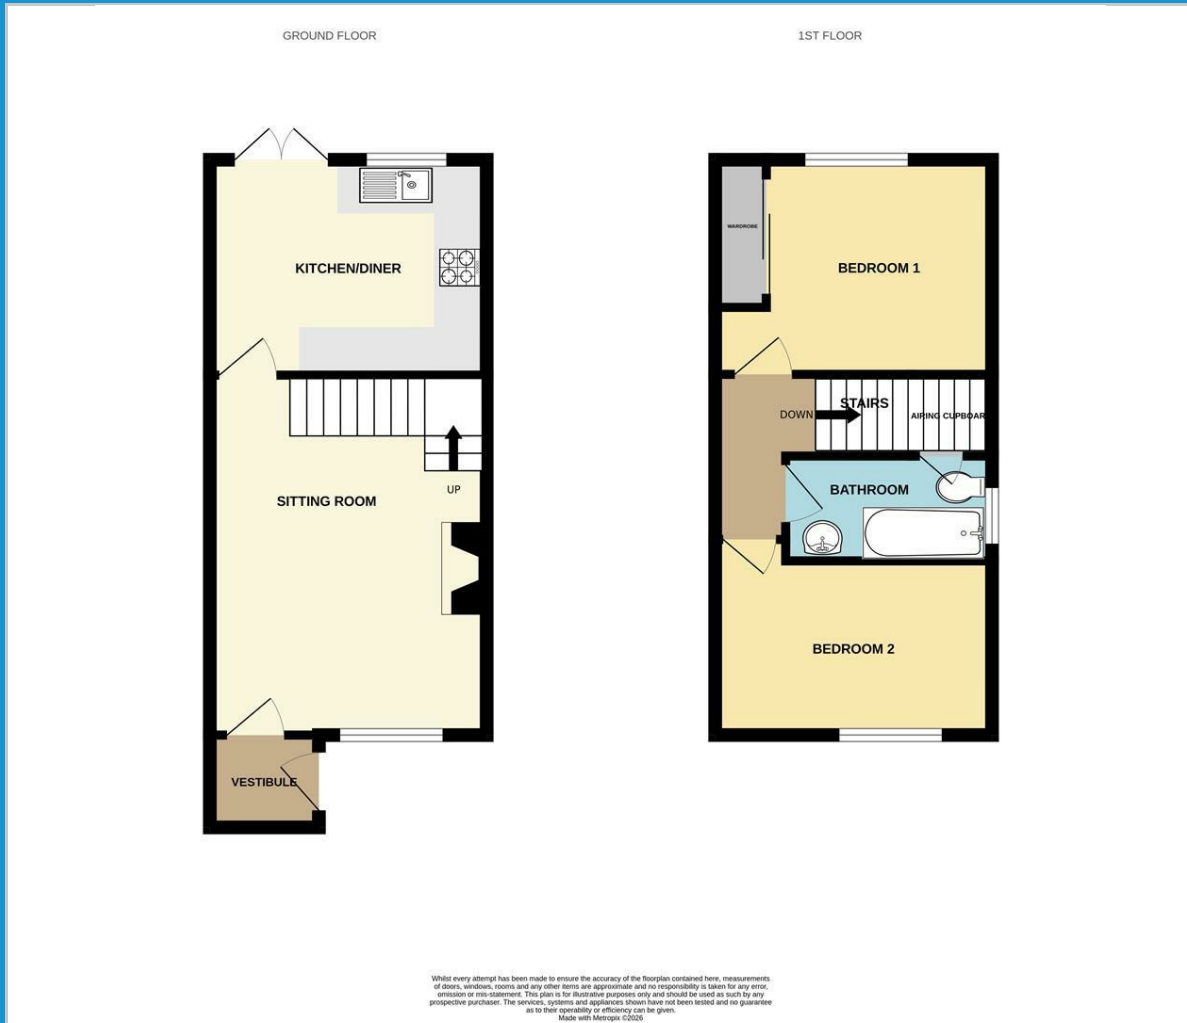 GROUND FLOOR
1ST FLOOR
KITCHEN/DINER
SITTING ROOM
UP
VESTIBULE
WARDROBE
BEDROOM 1
STAIRS
DOWN
AIRING CUPBOAR
BATHROOM
BEDROOM 2
Whilst every attempt has been made to ensure the accuracy of the floorplan contained here, measurements
of doors, windows, rooms and any other items are approximate and no responsibility is taken for any error,
omission or mis-statement. This plan is for illustrative purposes only and should be used as such by any
prospective purchaser. The services, systems and appliances shown have not been tested and no guarantee
as to their operability or efficiency can be given.
Made with Metropix ©2026